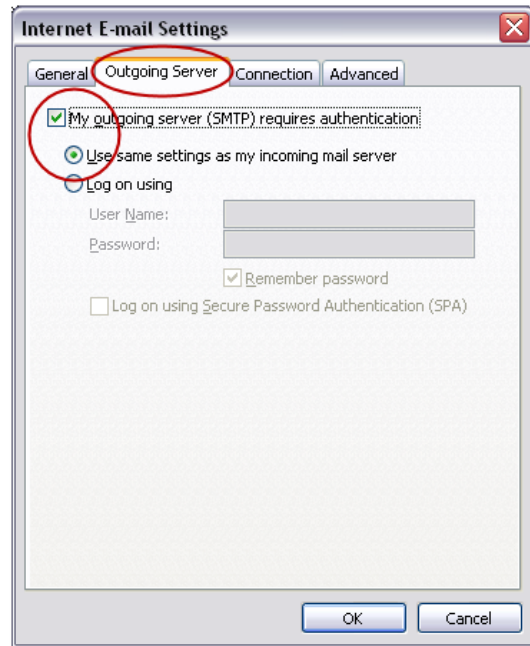 Internet E-mail Settings
General Outgoing Server Connection Advanced
My outgoing server (SMTP) requires authentication
Use same settings as my incoming mail server
Log on using
User Name:
Password:
Remember password
Log on using Secure Password Authentication (SPA)
OK Cancel